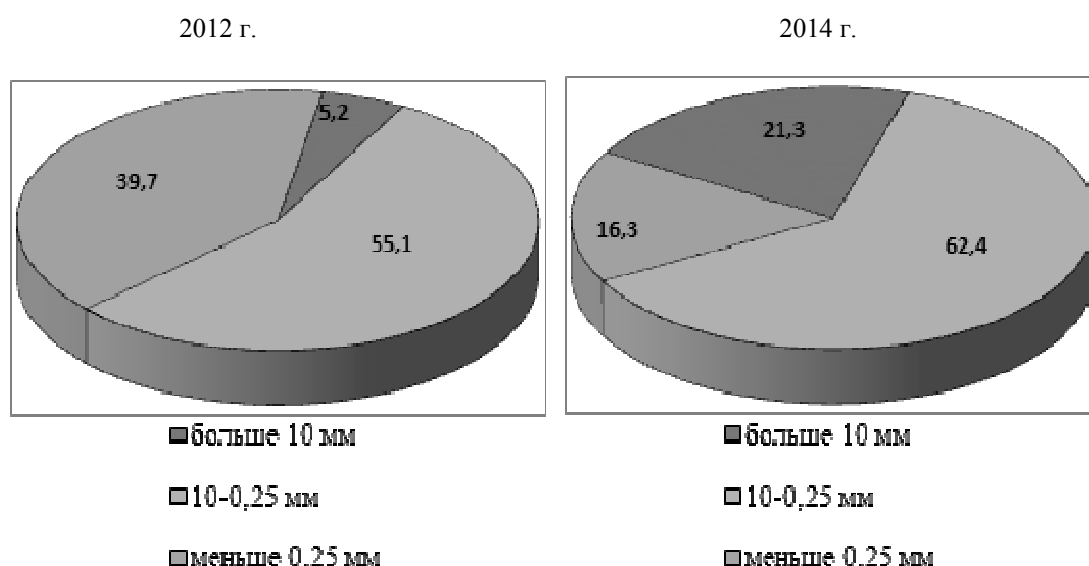 2012 г.
2014 г.
5,2
39,7
55,1
21,3
16,3
62,4
больше 10 мм
10-0,25 мм
меньше 0,25 мм
больше 10 мм
10-0,25 мм
меньше 0,25 мм